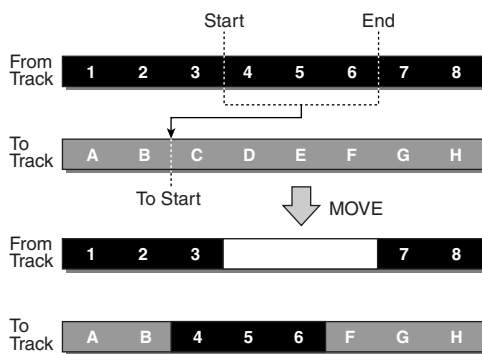 Start End
From Track 1 2 3 4 5 6 7 8
To Track A B C D E F G H
To Start
MOVE
From Track 1 2 3 7 8
To Track A B 4 5 6 F G H